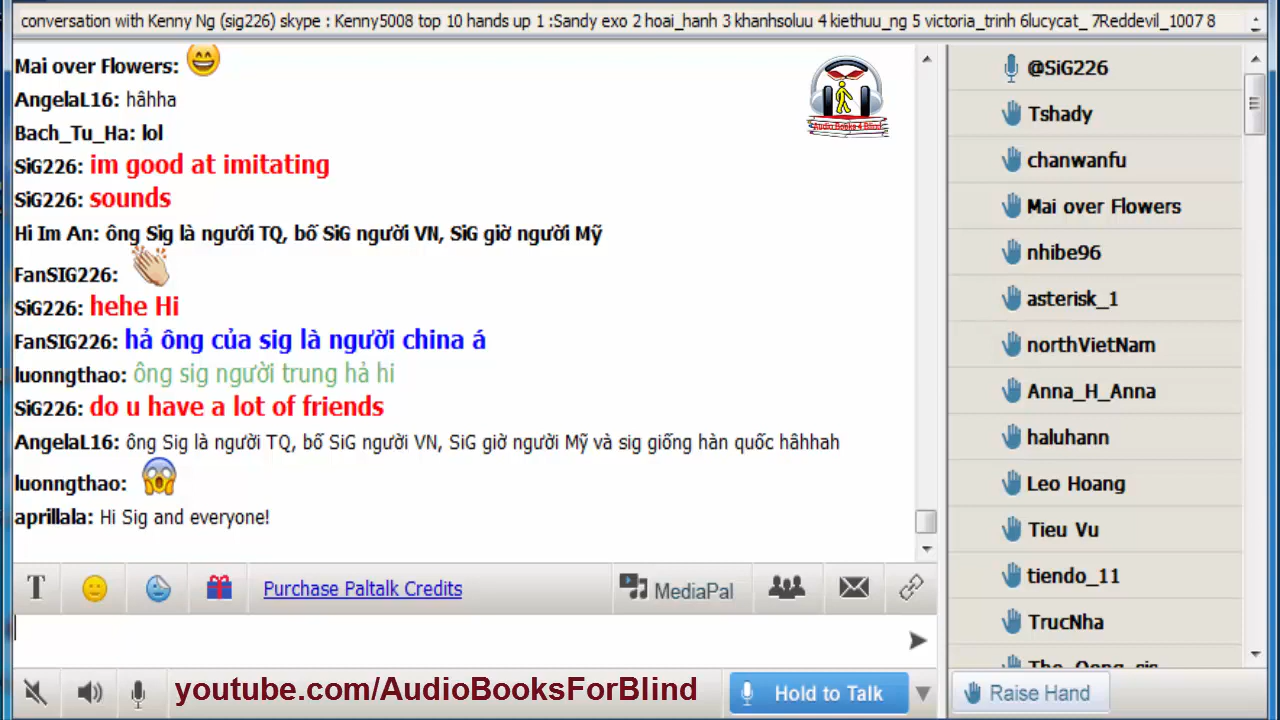 conversation with Kenny Ng (sig226) skype : Kenny5008 top 10 hands up 1 :Sandy exo 2 hoai_hanh 3 khanhsoluu 4 kiethuu_ng 5 victoria_trinh 6lucycat_ 7Reddevil_1007 8
Mai over Flowers:
AngelaL16: hâhha
Bach_Tu_Ha: lol
SiG226: im good at imitating
SiG226: sounds
Hi Im An: ông Sig là người TQ, bố SiG người VN, SiG giờ người Mỹ
FanSIG226:
SiG226: hehe Hi
FanSIG226: hả ông của sig là người china á
luonngthao: ông sig người trung hả hi
SiG226: do u have a lot of friends
AngelaL16: ông Sig là người TQ, bố SiG người VN, SiG giờ người Mỹ và sig giống hàn quốc hâhhah
luonngthao:
aprillala: Hi Sig and everyone!
Audio Books 4 Blind
@SiG226
Tshady
chanwanfu
Mai over Flowers
nhibe96
asterisk_1
northVietNam
Anna_H_Anna
haluhann
Leo Hoang
Tieu Vu
tiendo_11
TrucNha
T Purchase Paltalk Credits MediaPal
youtube.com/AudioBooksForBlind
Hold to Talk
Raise Hand